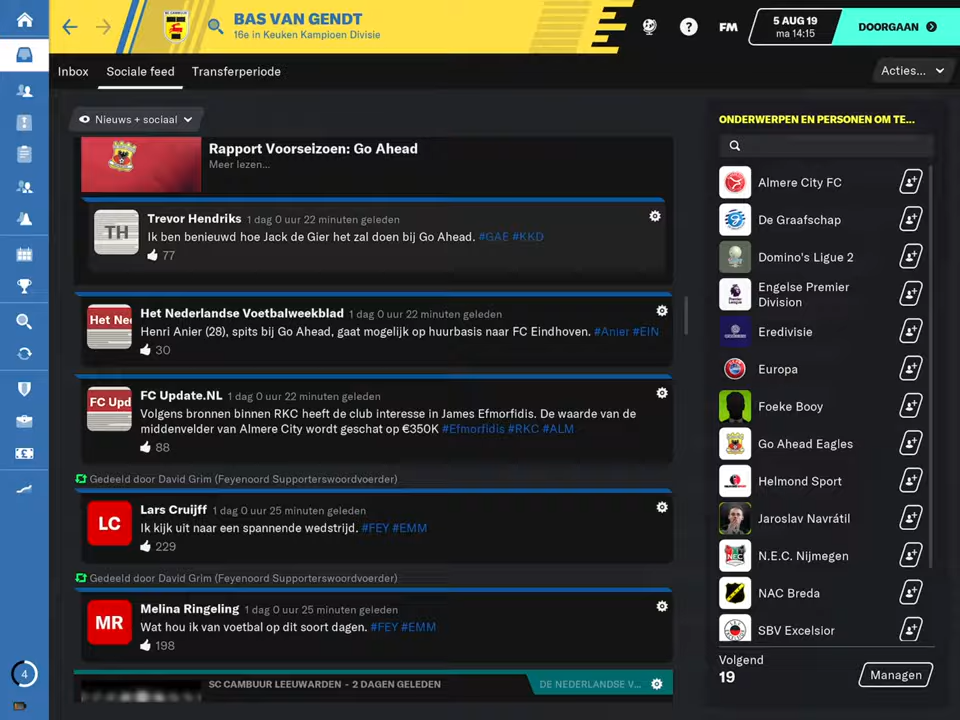 BAS VAN GENDT
16e in Keuken Kampioen Divisie
?
FM
5 AUG 19
ma 14:15
DOORGAAN
Inbox
Sociale feed
Transferperiode
Acties...
Nieuws + sociaal
Rapport Voorseizoen: Go Ahead
Meer lezen...
TH
Trevor Hendriks 1 dag 0 uur 22 minuten geleden
Ik ben benieuwd hoe Jack de Gier het zal doen bij Go Ahead. #GAE #KKD
77
Het Ne
Het Nederlandse Voetbalweekblad 1 dag 0 uur 22 minuten geleden
Henri Anier (28), spits bij Go Ahead, gaat mogelijk op huurbasis naar FC Eindhoven. #Anier #EIN
30
FC Upd
FC Update.NL 1 dag 0 uur 22 minuten geleden
Volgens bronnen binnen RKC heeft de club interesse in James Efmorfidis. De waarde van de
middenvelder van Almere City wordt geschat op €350K #Efmorfidis #RKC #ALM
88
Gedeeld door David Grim (Feyenoord Supporterswoordvoerder)
LC
Lars Cruijff 1 dag 0 uur 25 minuten geleden
Ik kijk uit naar een spannende wedstrijd. #FEY #EMM
229
Gedeeld door David Grim (Feyenoord Supporterswoordvoerder)
MR
Melina Ringeling 1 dag 0 uur 25 minuten geleden
Wat hou ik van voetbal op dit soort dagen. #FEY #EMM
198
SC CAMBUUR LEEUWARDEN - 2 DAGEN GELEDEN
DE NEDERLANDSE V...
ONDERWERPEN EN PERSONEN OM TE...
Almere City FC
De Graafschap
Domino's Ligue 2
Engelse Premier
Division
Eredivisie
Europa
Foeke Booy
Go Ahead Eagles
Helmond Sport
Jaroslav Navrátil
N.E.C. Nijmegen
NAC Breda
SBV Excelsior
Volgend
19
Managen
4